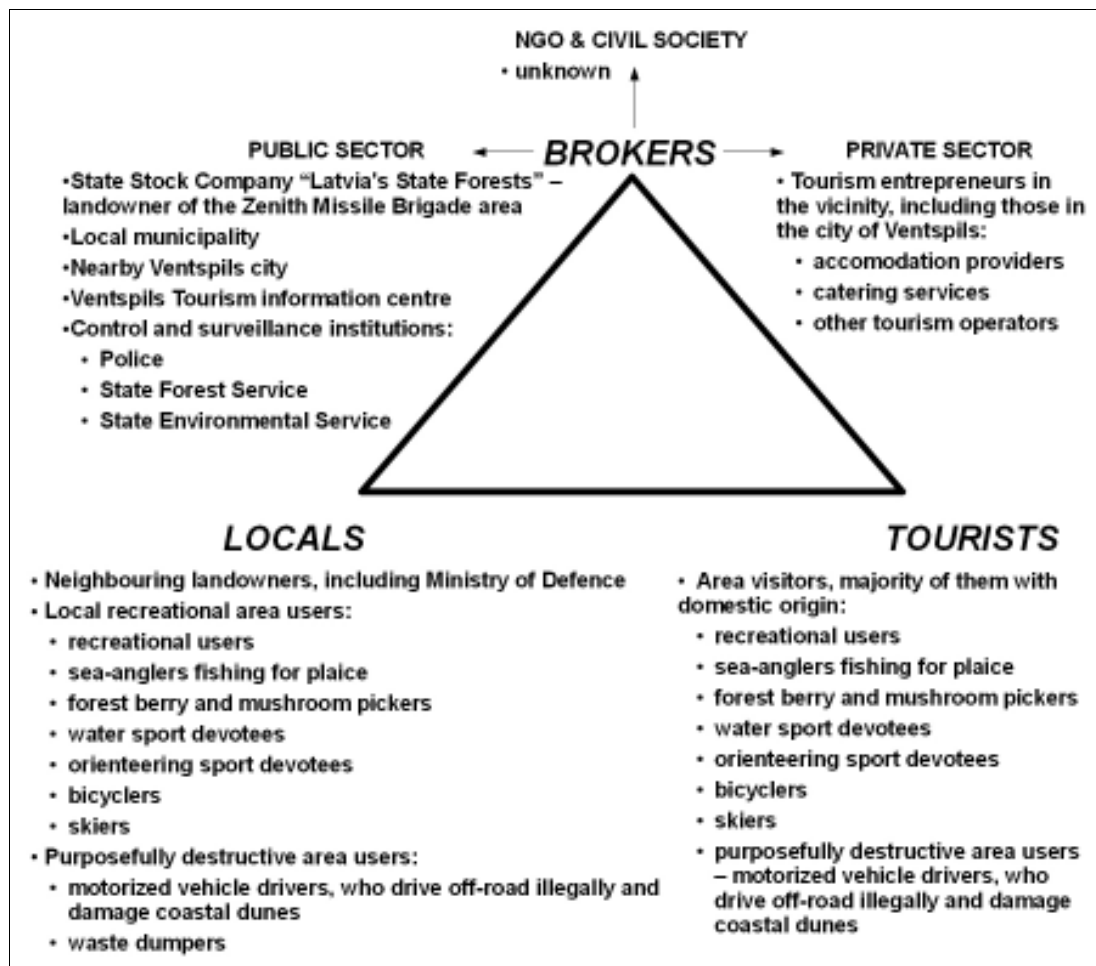 NGO & CIVIL SOCIETY
• unknown
BROKERS
PUBLIC SECTOR
•State Stock Company “Latvia's State Forests” –
landowner of the Zenith Missile Brigade area
•Local municipality
•Nearby Ventspils city
•Ventspils Tourism information centre
•Control and surveillance institutions:
• Police
• State Forest Service
• State Environmental Service
PRIVATE SECTOR
• Tourism entrepreneurs in
the vicinity, including those in
the city of Ventspils:
• accomodation providers
• catering services
• other tourism operators
LOCALS
• Neighbouring landowners, including Ministry of Defence
• Local recreational area users:
• recreational users
• sea-anglers fishing for plaice
• forest berry and mushroom pickers
• water sport devotees
• orienteering sport devotees
• bicyclers
• skiers
• Purposefully destructive area users:
• motorized vehicle drivers, who drive off-road illegally and
damage coastal dunes
• waste dumpers
TOURISTS
• Area visitors, majority of them with
domestic origin:
• recreational users
• sea-anglers fishing for plaice
• forest berry and mushroom pickers
• water sport devotees
• orienteering sport devotees
• bicyclers
• skiers
• purposefully destructive area users
– motorized vehicle drivers, who
drive off-road illegally and damage
coastal dunes